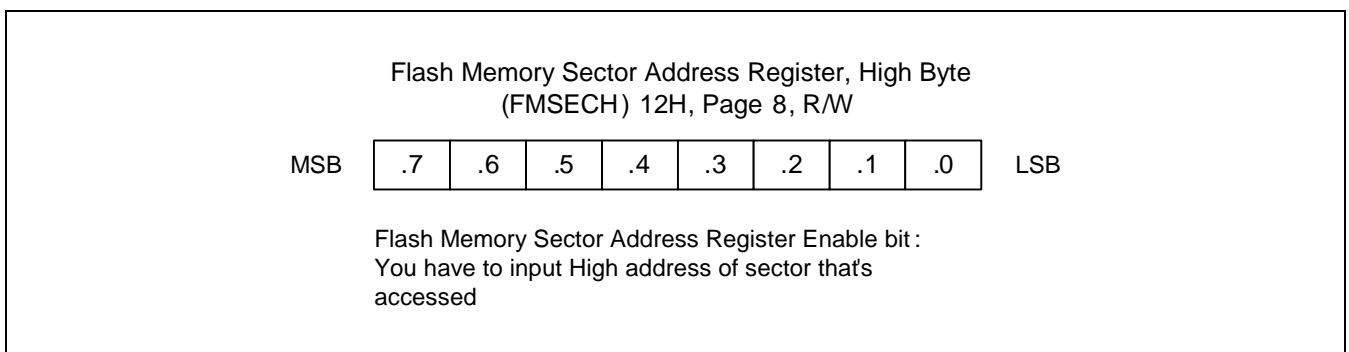 Flash Memory Sector Address Register, High Byte
(FMSECH) 12H, Page 8, R/W
MSB .7 .6 .5 .4 .3 .2 .1 .0 LSB
Flash Memory Sector Address Register Enable bit :
You have to input High address of sector that's
accessed